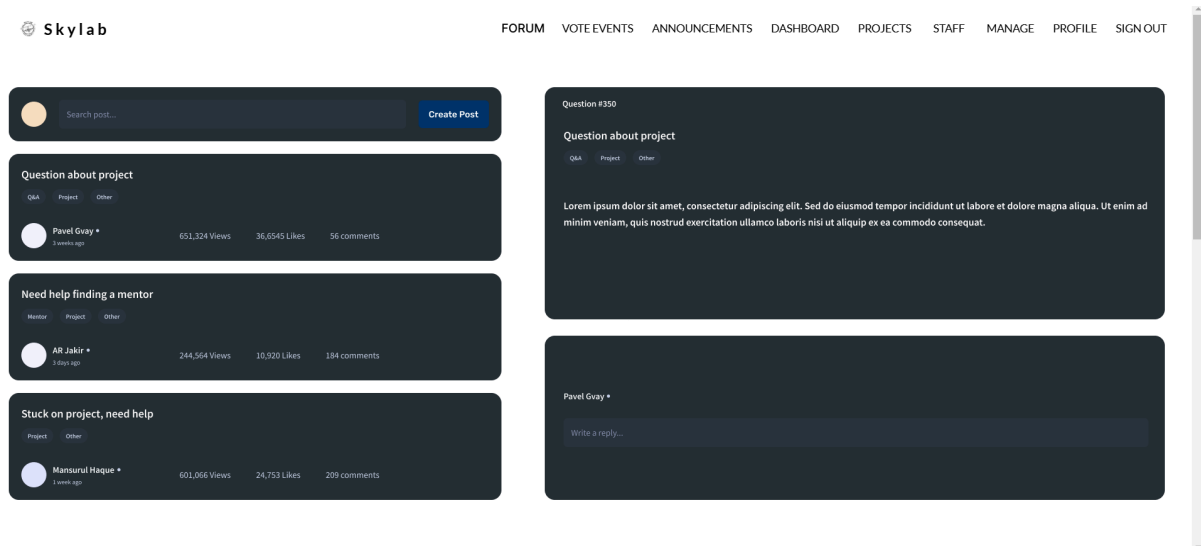 Skylab
FORUM VOTE EVENTS ANNOUNCEMENTS DASHBOARD PROJECTS STAFF MANAGE PROFILE SIGN OUT
Search post...
Create Post
Question about project
Q&A Project Other
Pavel Gvay
3 weeks ago
651,324 Views 36,6545 Likes 56 comments
Need help finding a mentor
Mentor Project Other
AR Jakir
3 days ago
244,564 Views 10,920 Likes 184 comments
Stuck on project, need help
Project Other
Mansurul Haque
1 week ago
601,066 Views 24,753 Likes 209 comments
Question #350
Question about project
Q&A Project Other
Lorem ipsum dolor sit amet, consectetur adipiscing elit. Sed do eiusmod tempor incididunt ut labore et dolore magna aliqua. Ut enim ad
minim veniam, quis nostrud exercitation ullamco laboris nisi ut aliquip ex ea commodo consequat.
Pavel Gvay
Write a reply...